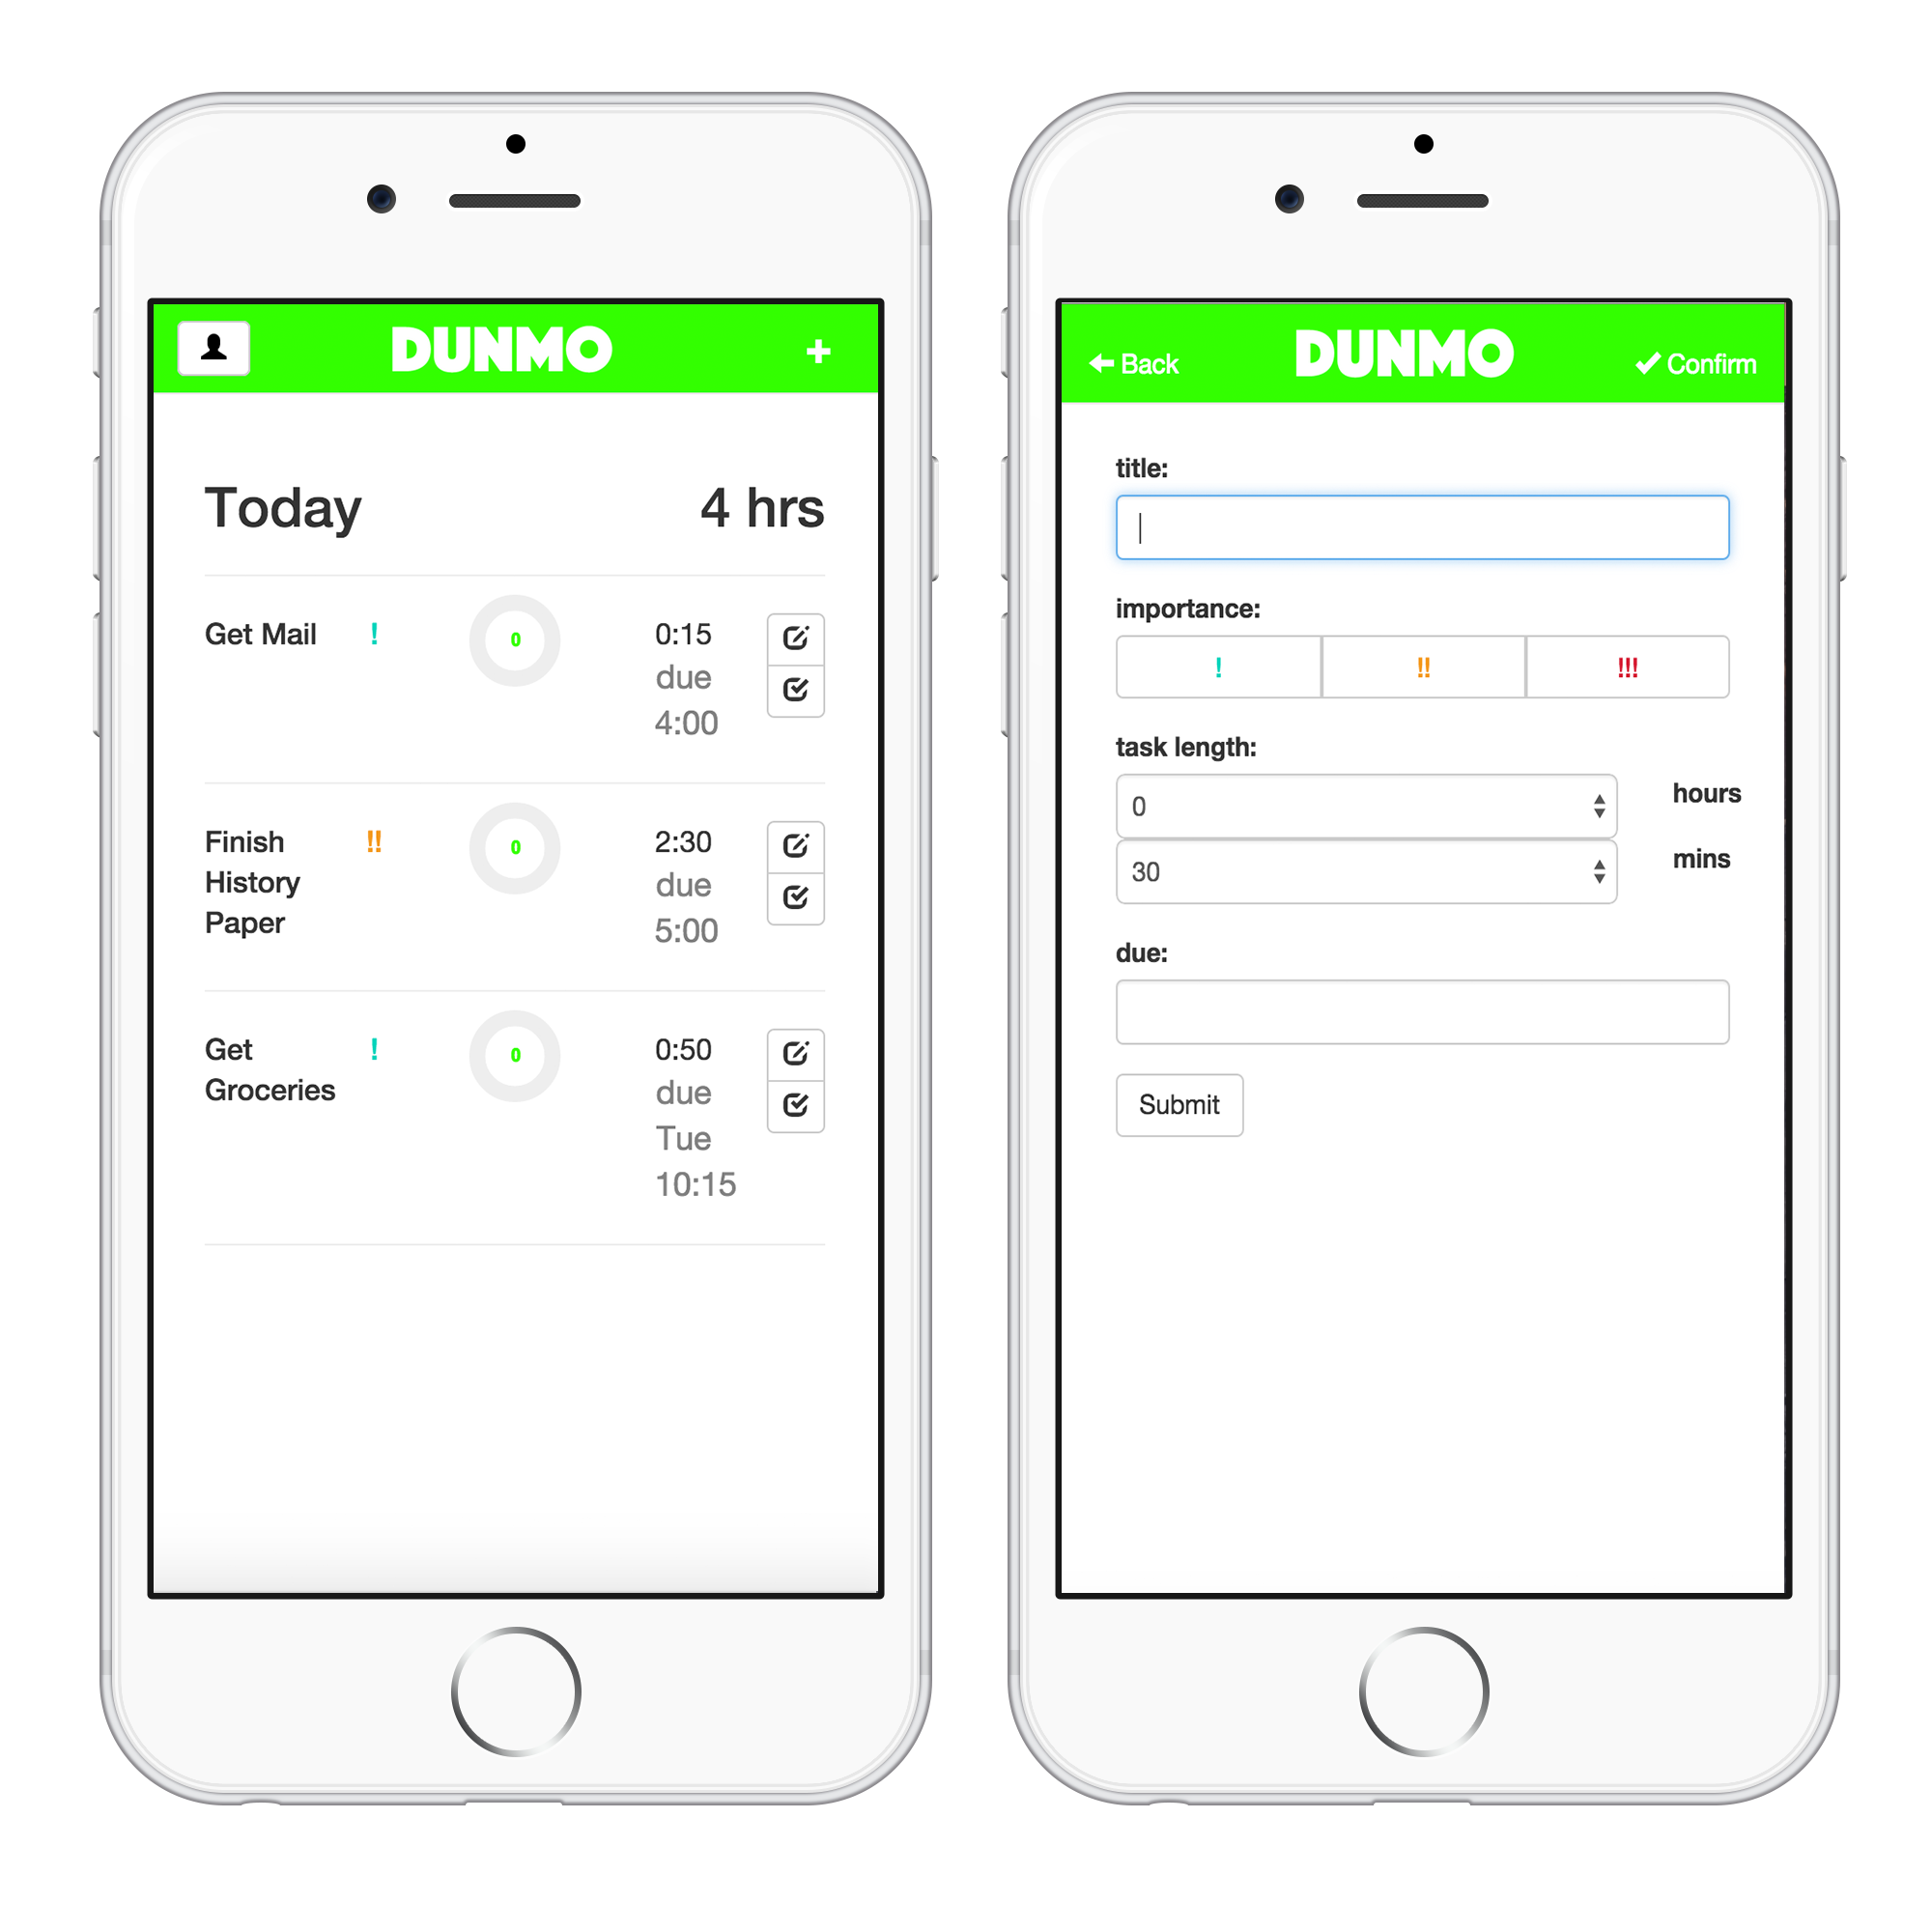 DUNMO
+
Today 4 hrs
Get Mail ! 0 0:15
due
4:00
Finish !! 0 2:30
History due
Paper 5:00
Get ! 0 0:50
Groceries due
Tue
10:15
Back DUNMO Confirm
title:
importance:
! !! !!!
task length:
0 hours
30 mins
due:
Submit